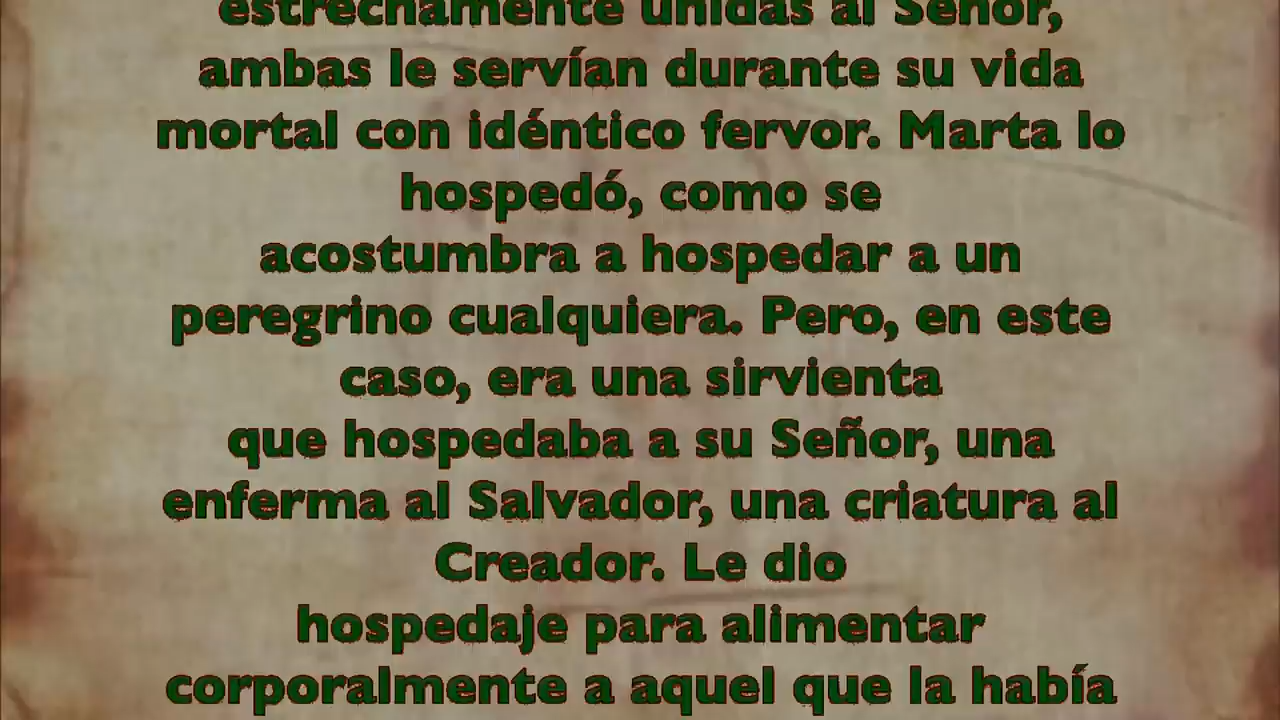 estrechamente unidas al Señor,
ambas le servían durante su vida
mortal con idéntico fervor. Marta lo
hospedó, como se
acostumbra a hospedar a un
peregrino cualquiera. Pero, en este
caso, era una sirvienta
que hospedaba a su Señor, una
enferma al Salvador, una criatura al
Creador. Le dio
hospedaje para alimentar
corporalmente a aquel que la había